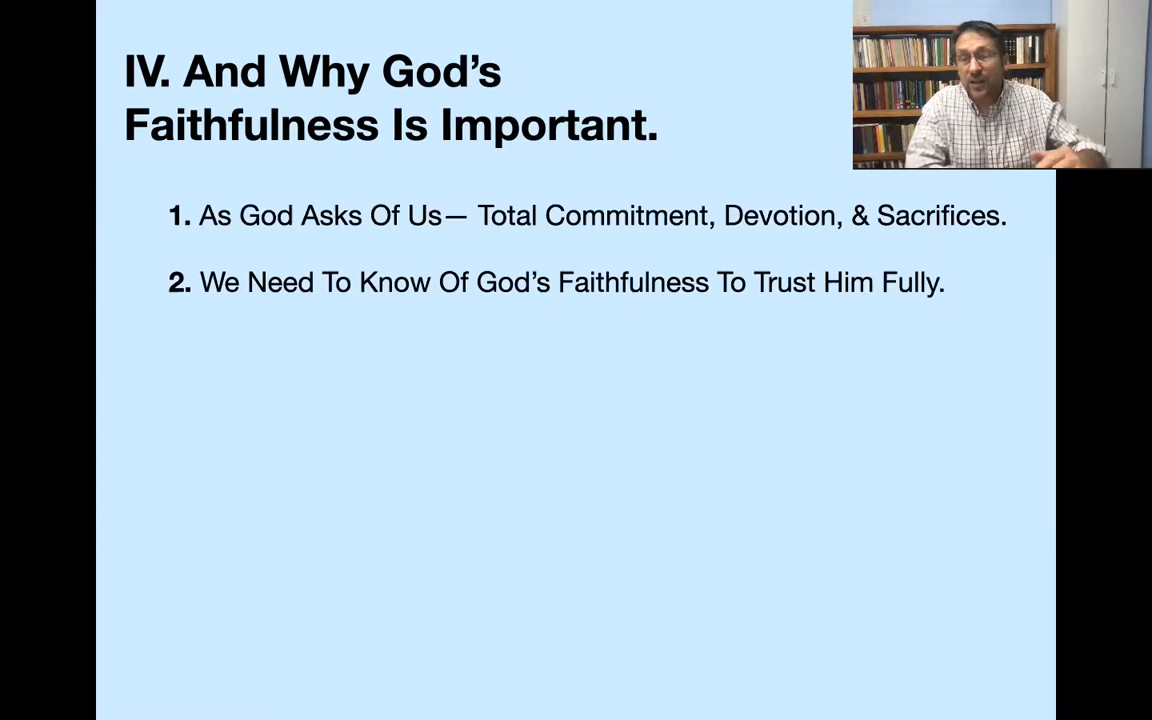 IV. And Why God’s
Faithfulness Is Important.
1. As God Asks Of Us— Total Commitment, Devotion, & Sacrifices.
2. We Need To Know Of God’s Faithfulness To Trust Him Fully.